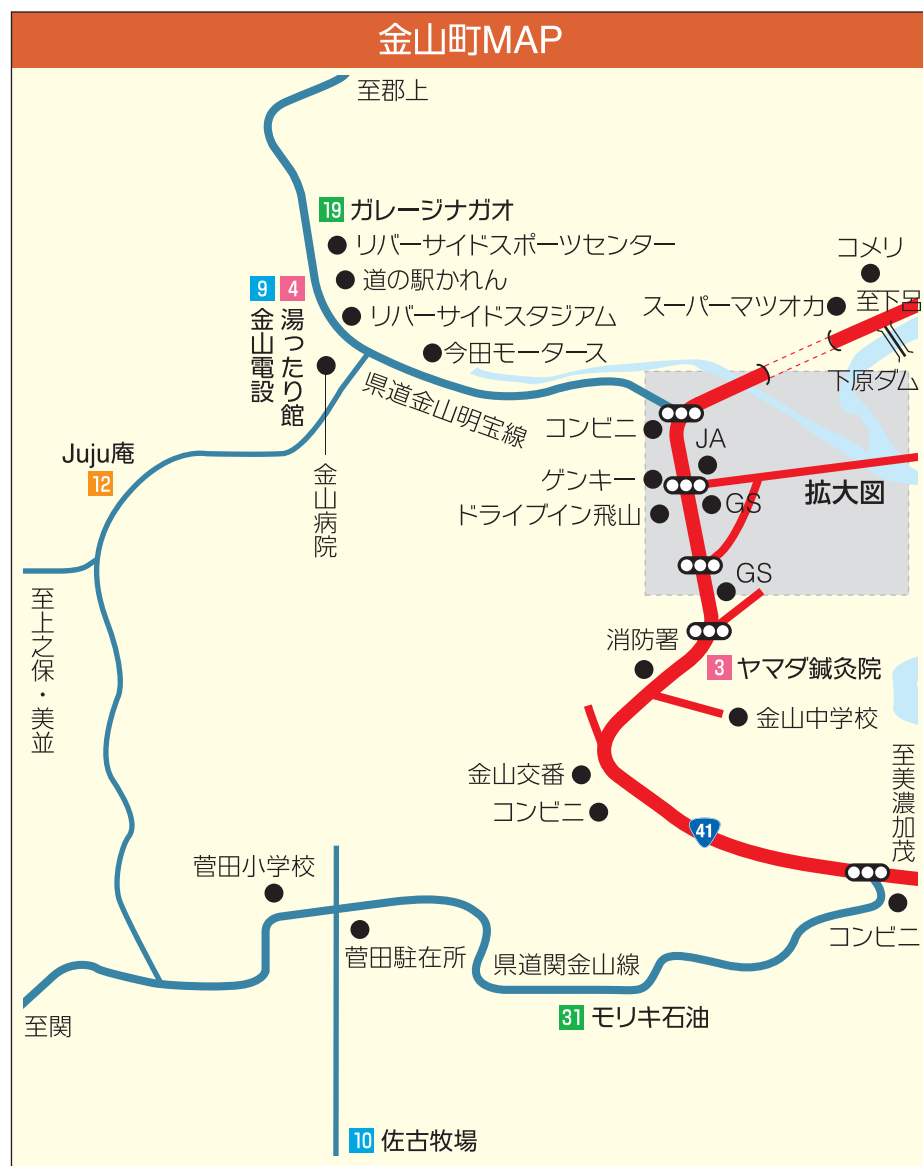 金山町MAP
至郡上
19 ガレージナガオ
リバーサイドスポーツセンター
コメリ
道の駅かれん
9 金山電設
4 湯ったり館
スーパーマツオカ
至下呂
リバーサイドスタジアム
今田モータース
下原ダム
県道金山明宝線
コンビニ
JA
Juju庵
12
金山病院
ゲンキー
拡大図
ドライブイン飛山
GS
GS
至上之保・美並
消防署
3 ヤマダ鍼灸院
金山中学校
至美濃加茂
金山交番
コンビニ
41
菅田小学校
コンビニ
菅田駐在所
県道関金山線
至関
31 モリキ石油
10 佐古牧場